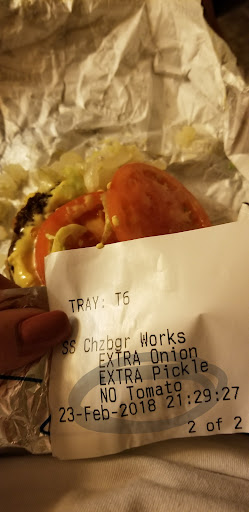 TRAY: T6
SS Chzbgr Works
EXTRA Onion
EXTRA Pickle
NO Tomato
23-Feb-2018 21:29:27
2 of 2